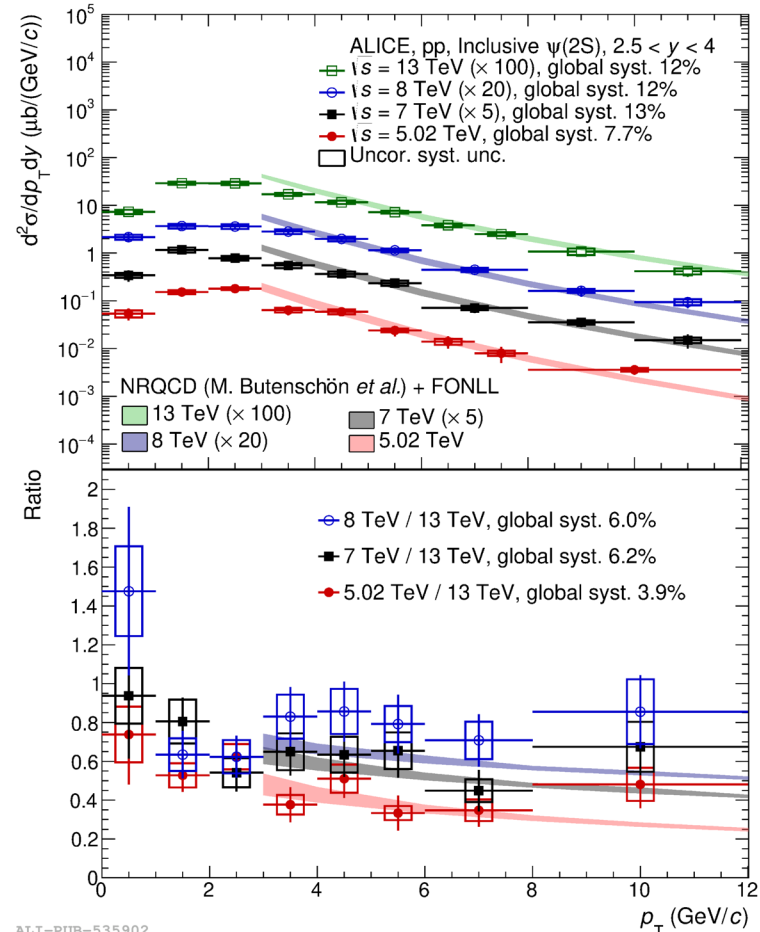 10⁵
10⁴
10³
10²
10
1
10⁻¹
10⁻²
10⁻³
10⁻⁴
d²σ/dp_T dy (μb/(GeV/c))
ALICE, pp, Inclusive ψ(2S), 2.5 < y < 4
√s = 13 TeV (× 100), global syst. 12%
√s = 8 TeV (× 20), global syst. 12%
√s = 7 TeV (× 5), global syst. 13%
√s = 5.02 TeV, global syst. 7.7%
Uncor. syst. unc.
NRQCD (M. Butenschön et al.) + FONLL
13 TeV (× 100)
7 TeV (× 5)
8 TeV (× 20)
5.02 TeV
Ratio
2
1.8
1.6
1.4
1.2
1
0.8
0.6
0.4
0.2
0
8 TeV / 13 TeV, global syst. 6.0%
7 TeV / 13 TeV, global syst. 6.2%
5.02 TeV / 13 TeV, global syst. 3.9%
0 2 4 6 8 10 12
p_T (GeV/c)
ALI-PUB-535902